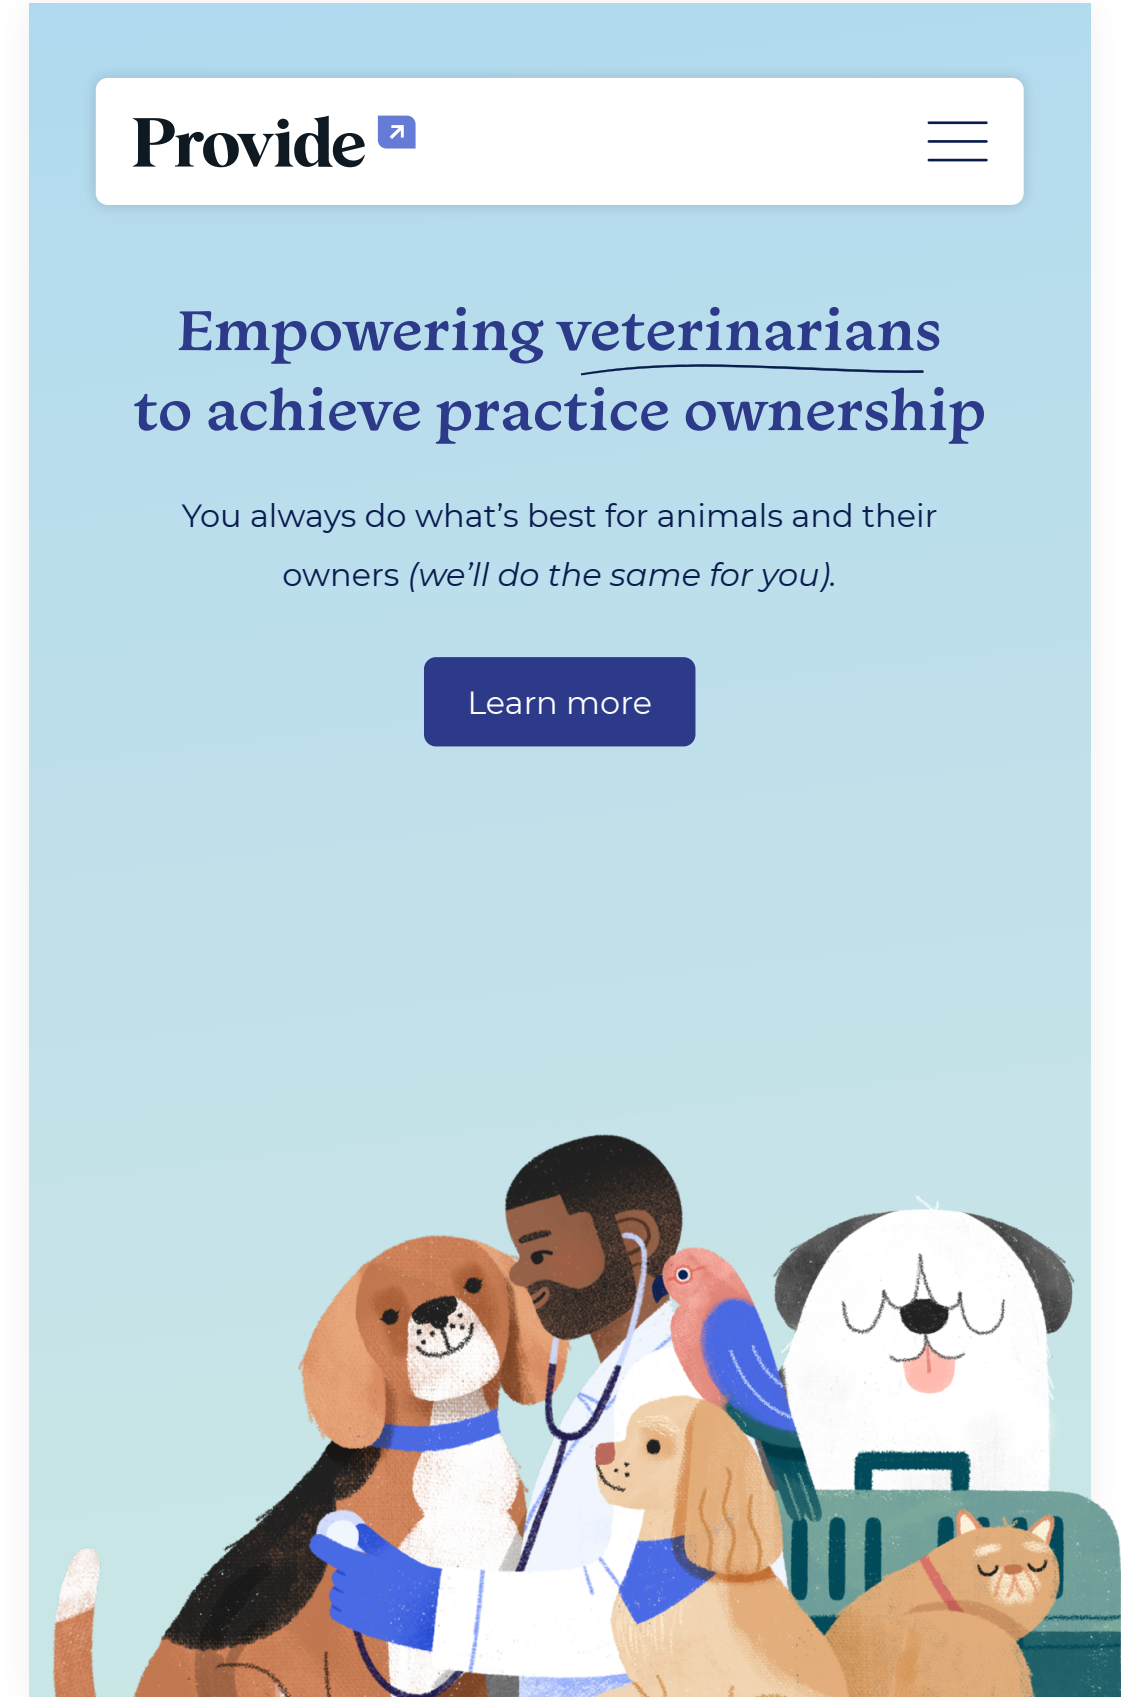 Provide
Empowering veterinarians
to achieve practice ownership
You always do what’s best for animals and their
owners (we’ll do the same for you).
Learn more